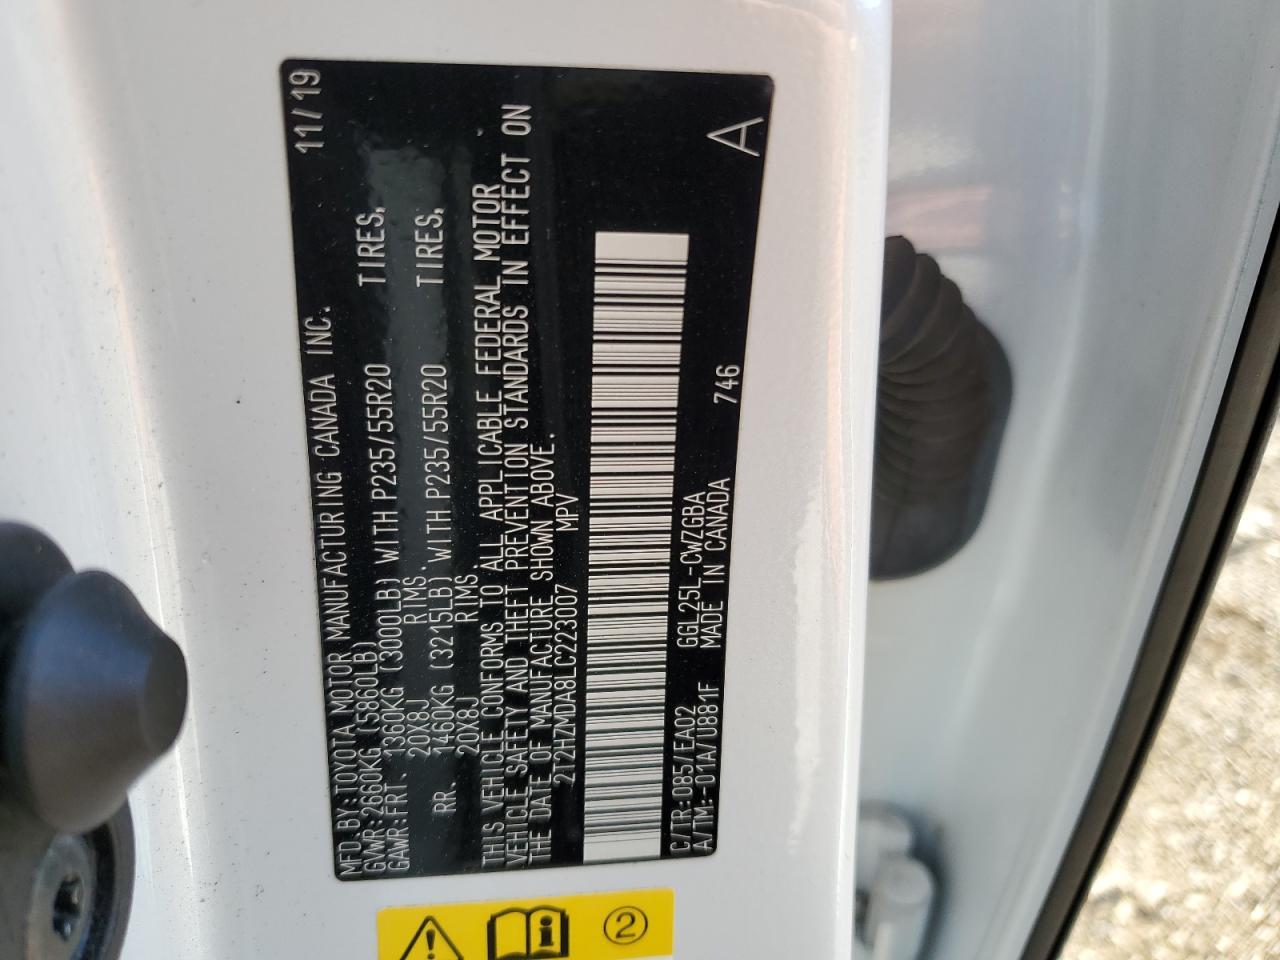 MFD.BY:TOYOTA MOTOR MANUFACTURING CANADA INC. 11/19
GVWR:2660KG (5860LB)
GAWR:FRT. 1360KG (3000LB) WITH P235/55R20 TIRES,
20X8J RIMS
RR. 1460KG (3215LB) WITH P235/55R20 TIRES,
20X8J RIMS
THIS VEHICLE CONFORMS TO ALL APPLICABLE FEDERAL MOTOR
VEHICLE SAFETY AND THEFT PREVENTION STANDARDS IN EFFECT ON
THE DATE OF MANUFACTURE SHOWN ABOVE.
2T2HZMDA8LC223007 MPV
C/TR:085/EA02 GGL25L-CWZGBA
A/TM:-01A/U881F MADE IN CANADA 746 A
2